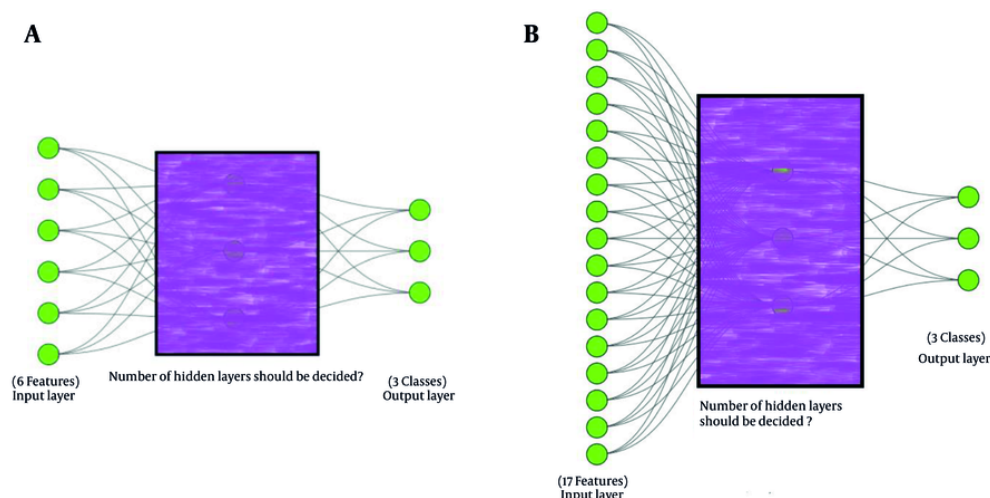 A
(6 Features)
Input layer
Number of hidden layers should be decided?
(3 Classes)
Output layer
B
(17 Features)
Input layer
Number of hidden layers
should be decided ?
(3 Classes)
Output layer